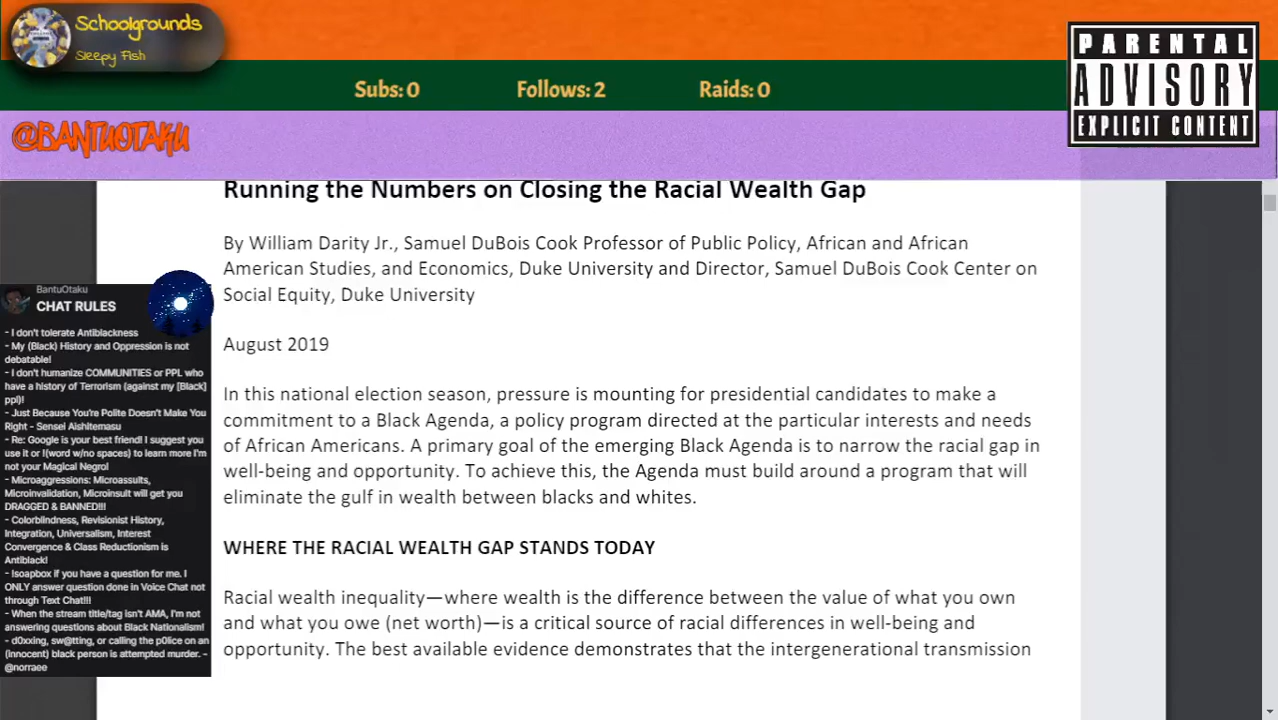 Schoolgrounds
Sleepy Fish
PARENTAL
ADVISORY
EXPLICIT CONTENT
Subs: 0
Follows: 2
Raids: 0
@BANTUOTAKU
Running the Numbers on Closing the Racial Wealth Gap
By William Darity Jr., Samuel DuBois Cook Professor of Public Policy, African and African
American Studies, and Economics, Duke University and Director, Samuel DuBois Cook Center on
Social Equity, Duke University
August 2019
In this national election season, pressure is mounting for presidential candidates to make a
commitment to a Black Agenda, a policy program directed at the particular interests and needs
of African Americans. A primary goal of the emerging Black Agenda is to narrow the racial gap in
well-being and opportunity. To achieve this, the Agenda must build around a program that will
eliminate the gulf in wealth between blacks and whites.
WHERE THE RACIAL WEALTH GAP STANDS TODAY
Racial wealth inequality—where wealth is the difference between the value of what you own
and what you owe (net worth)—is a critical source of racial differences in well-being and
opportunity. The best available evidence demonstrates that the intergenerational transmission
BantuOtaku
CHAT RULES
- I don't tolerate Antiblackness
- My (Black) History and Oppression is not
debatable!
- I don't humanize COMMUNITIES or PPL who
have a history of Terrorism (against my [Black]
ppl)!
- Just Because You're Polite Doesn't Make You
Right - Sensei Aishitemasu
- Re: Google is your best friend! I suggest you
use it or !(word w/no spaces) to learn more I'm
not your Magical Negro!
- Microaggressions: Microassults,
Microinvalidation, Microinsult will get you
DRAGGED & BANNED!!!
- Colorblindness, Revisionist History,
Integration, Universalism, Interest
Convergence & Class Reductionism is
Antiblack!
- !soapbox if you have a question for me. I
ONLY answer question done in Voice Chat not
through Text Chat!!!
- When the stream title/tag isn't AMA, I'm not
answering questions about Black Nationalism!
- d0xxing, sw@tting, or calling the p0lice on an
(innocent) black person is attempted murder. -
@norraee